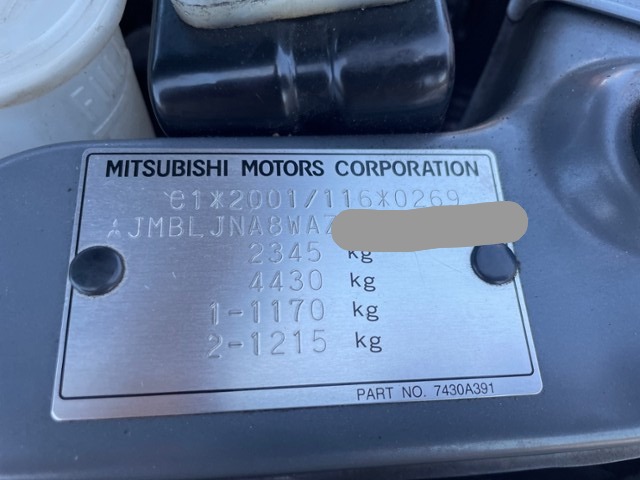 MITSUBISHI MOTORS CORPORATION
e1*2001/116*0269
JMBLJNA8WAZ
2345 kg
4430 kg
1-1170 kg
2-1215 kg
PART NO. 7430A391